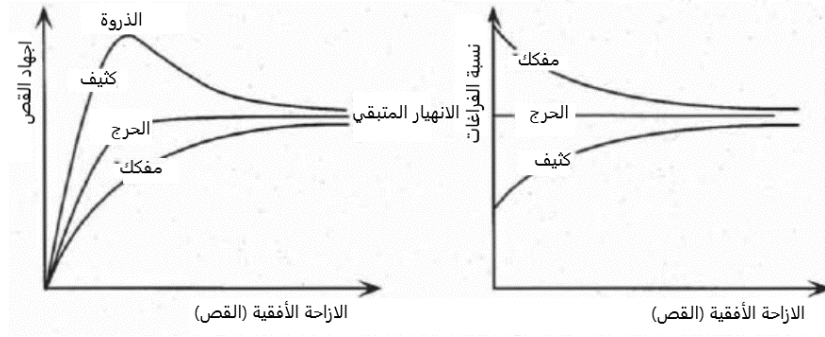 الذروة
اجهاد القص
كثيف
الحرج
مفكك
الانهيار المتبقي
الازاحة الأفقية (القص)
نسبة الفراغات
مفكك
الحرج
كثيف
الازاحة الأفقية (القص)